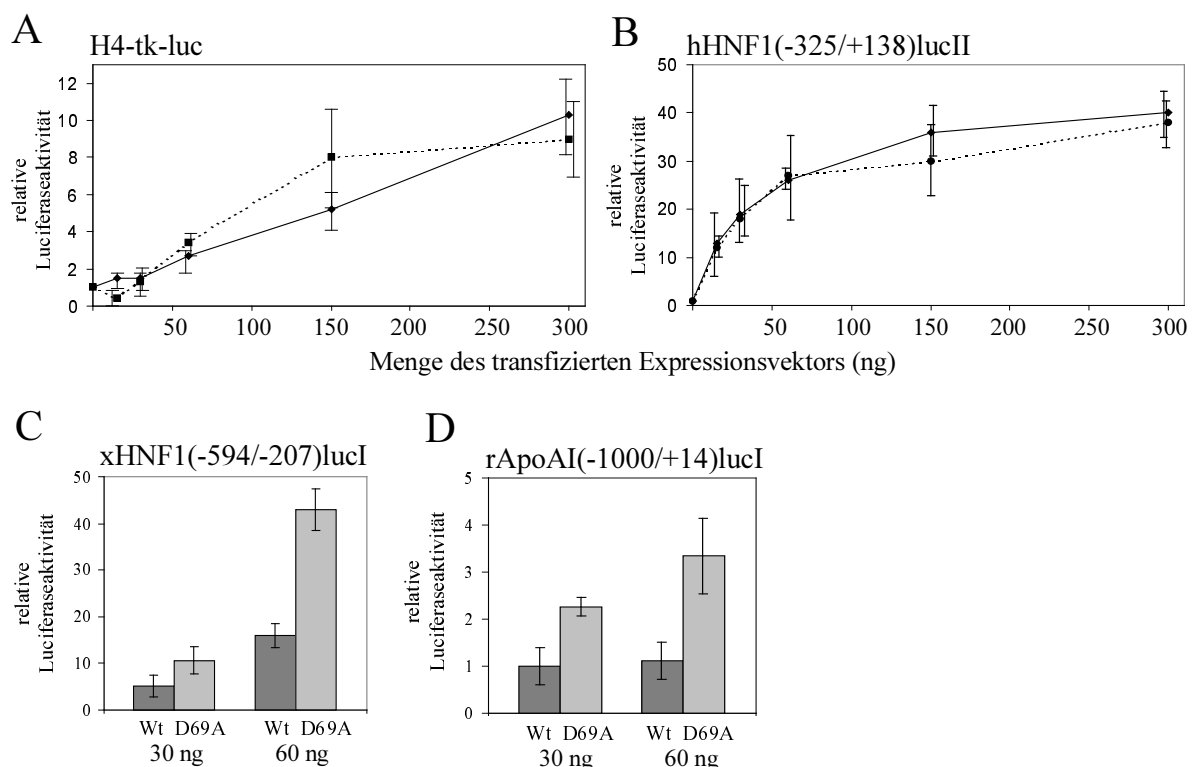 A
H4-tk-luc
relative
Luciferaseaktivität
12
10
8
6
4
2
0
50
100
150
200
250
300
B
hHNF1(-325/+138)lucII
relative
Luciferaseaktivität
50
40
30
20
10
0
50
100
150
200
250
300
Menge des transfizierten Expressionsvektors (ng)
C
xHNF1(-594/-207)lucI
relative
Luciferaseaktivität
50
40
30
20
10
0
Wt D69A Wt D69A
30 ng 60 ng
D
rApoAI(-1000/+14)lucI
relative
Luciferaseaktivität
5
4
3
2
1
0
Wt D69A Wt D69A
30 ng 60 ng